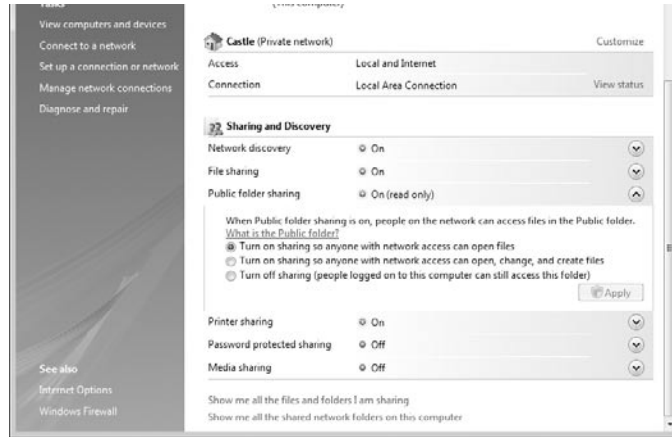 Tasks
View computers and devices
Connect to a network
Set up a connection or network
Manage network connections
Diagnose and repair
See also
Internet Options
Windows Firewall
(This computer)
Castle (Private network) Customize
Access Local and Internet
Connection Local Area Connection View status
Sharing and Discovery
Network discovery On
File sharing On
Public folder sharing On (read only)
When Public folder sharing is on, people on the network can access files in the Public folder.
What is the Public folder?
Turn on sharing so anyone with network access can open files
Turn on sharing so anyone with network access can open, change, and create files
Turn off sharing (people logged on to this computer can still access this folder)
Apply
Printer sharing On
Password protected sharing Off
Media sharing Off
Show me all the files and folders I am sharing
Show me all the shared network folders on this computer